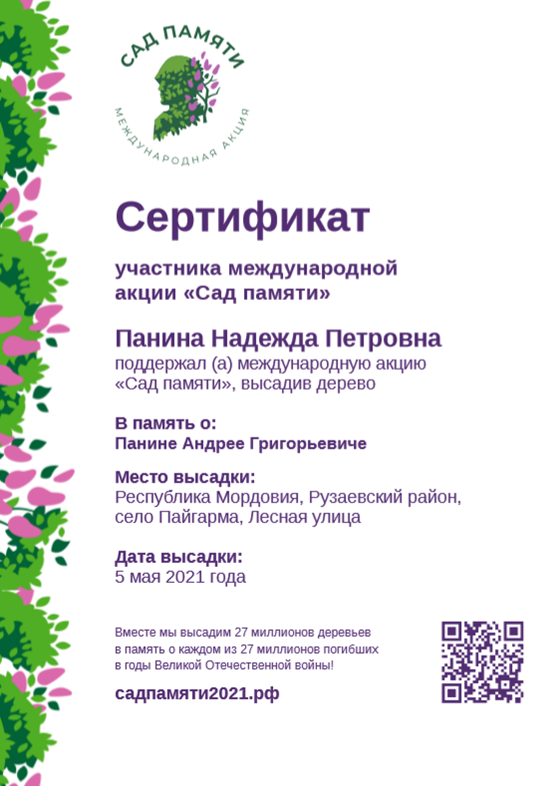 САД ПАМЯТИ
МЕЖДУНАРОДНАЯ АКЦИЯ
Сертификат
участника международной
акции «Сад памяти»
Панина Надежда Петровна
поддержал (а) международную акцию
«Сад памяти», высадив дерево
В память о:
Панине Андрее Григорьевиче
Место высадки:
Республика Мордовия, Рузаевский район,
село Пайгарма, Лесная улица
Дата высадки:
5 мая 2021 года
Вместе мы высадим 27 миллионов деревьев
в память о каждом из 27 миллионов погибших
в годы Великой Отечественной войны!
садпамяти2021.рф